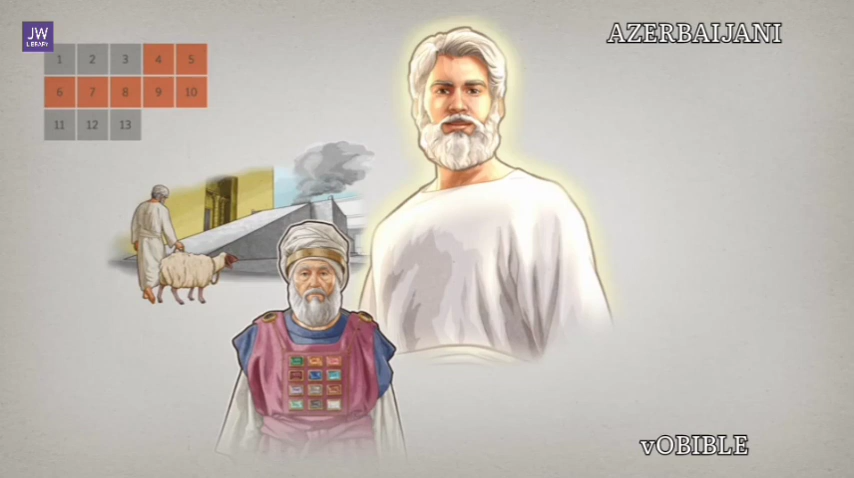 JW
LIBRARY
AZERBAIJANI
1 2 3 4 5
6 7 8 9 10
11 12 13
vOBIBLE